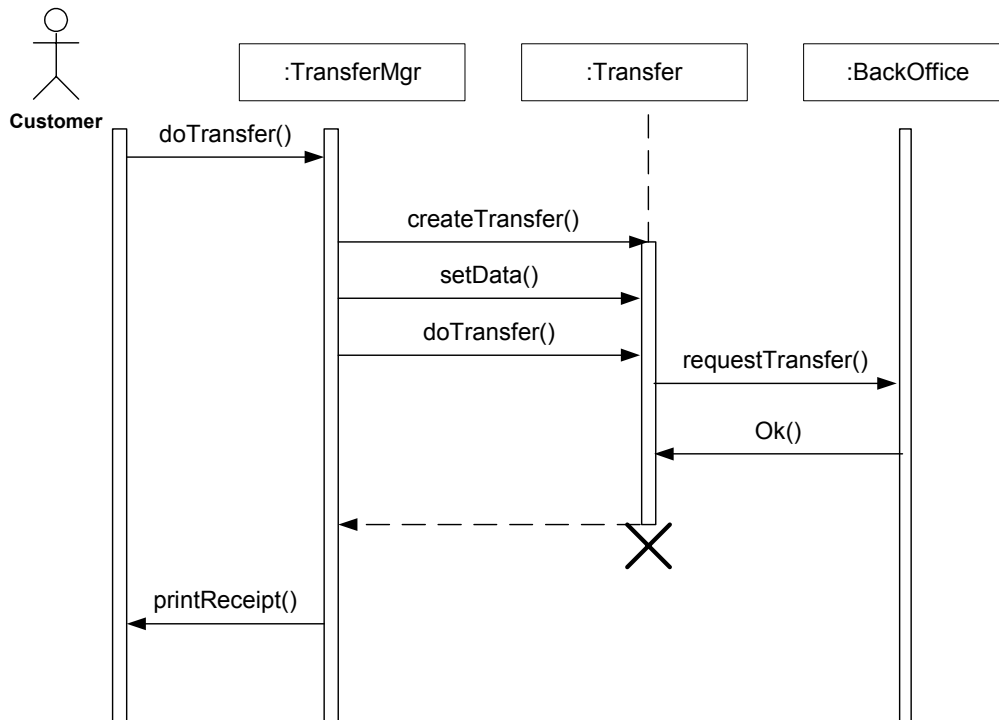 :TransferMgr
:Transfer
:BackOffice
Customer
doTransfer()
createTransfer()
setData()
doTransfer()
requestTransfer()
Ok()
printReceipt()